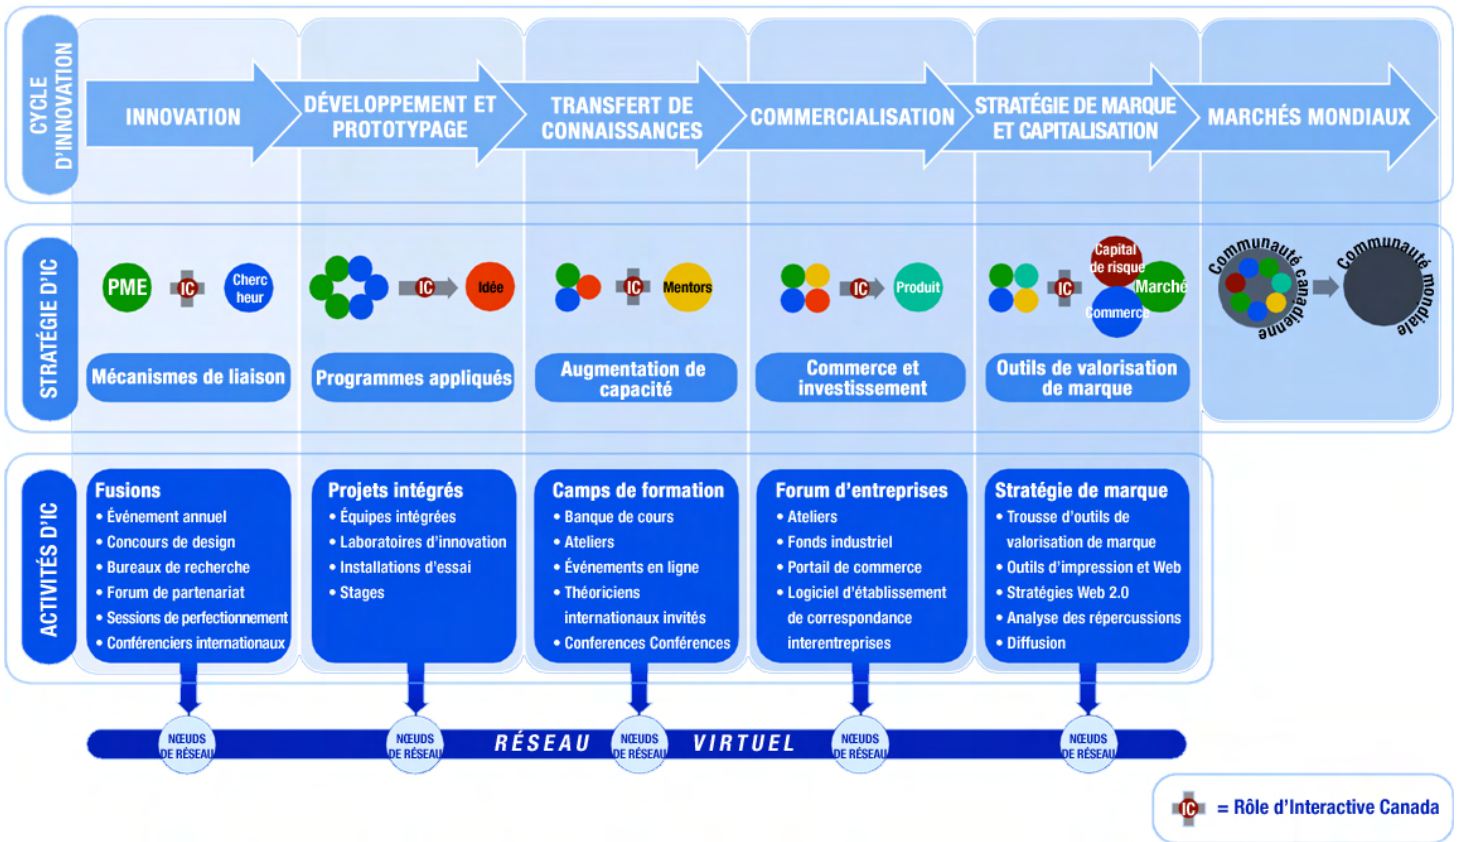 CYCLE
D'INNOVATION
INNOVATION
DÉVELOPPEMENT ET
PROTOTYPAGE
TRANSFERT DE
CONNAISSANCES
COMMERCIALISATION
STRATÉGIE DE MARQUE
ET CAPITALISATION
MARCHÉS MONDIAUX
STRATÉGIE D'IC
PME
IC
Cherc
heur
Mécanismes de liaison
IC
Idée
Programmes appliqués
IC
Mentors
Augmentation de
capacité
IC
Produit
Commerce et
investissement
IC
Capital
de risque
Marché
Commerce
Outils de valorisation
de marque
Communauté canadienne
Communauté mondiale
ACTIVITÉS D'IC
Fusions
• Événement annuel
• Concours de design
• Bureaux de recherche
• Forum de partenariat
• Sessions de perfectionnement
• Conférenciers internationaux
Projets intégrés
• Équipes intégrées
• Laboratoires d'innovation
• Installations d'essai
• Stages
Camps de formation
• Banque de cours
• Ateliers
• Événements en ligne
• Théoriciens
internationaux invités
• Conferences Conférences
Forum d'entreprises
• Ateliers
• Fonds industriel
• Portail de commerce
• Logiciel d'établissement
de correspondance
interentreprises
Stratégie de marque
• Trousse d'outils de
valorisation de marque
• Outils d'impression et Web
• Stratégies Web 2.0
• Analyse des répercussions
• Diffusion
NŒUDS
DE RÉSEAU
NŒUDS
DE RÉSEAU
RÉSEAU
NŒUDS
DE RÉSEAU
VIRTUEL
NŒUDS
DE RÉSEAU
NŒUDS
DE RÉSEAU
IC = Rôle d'Interactive Canada